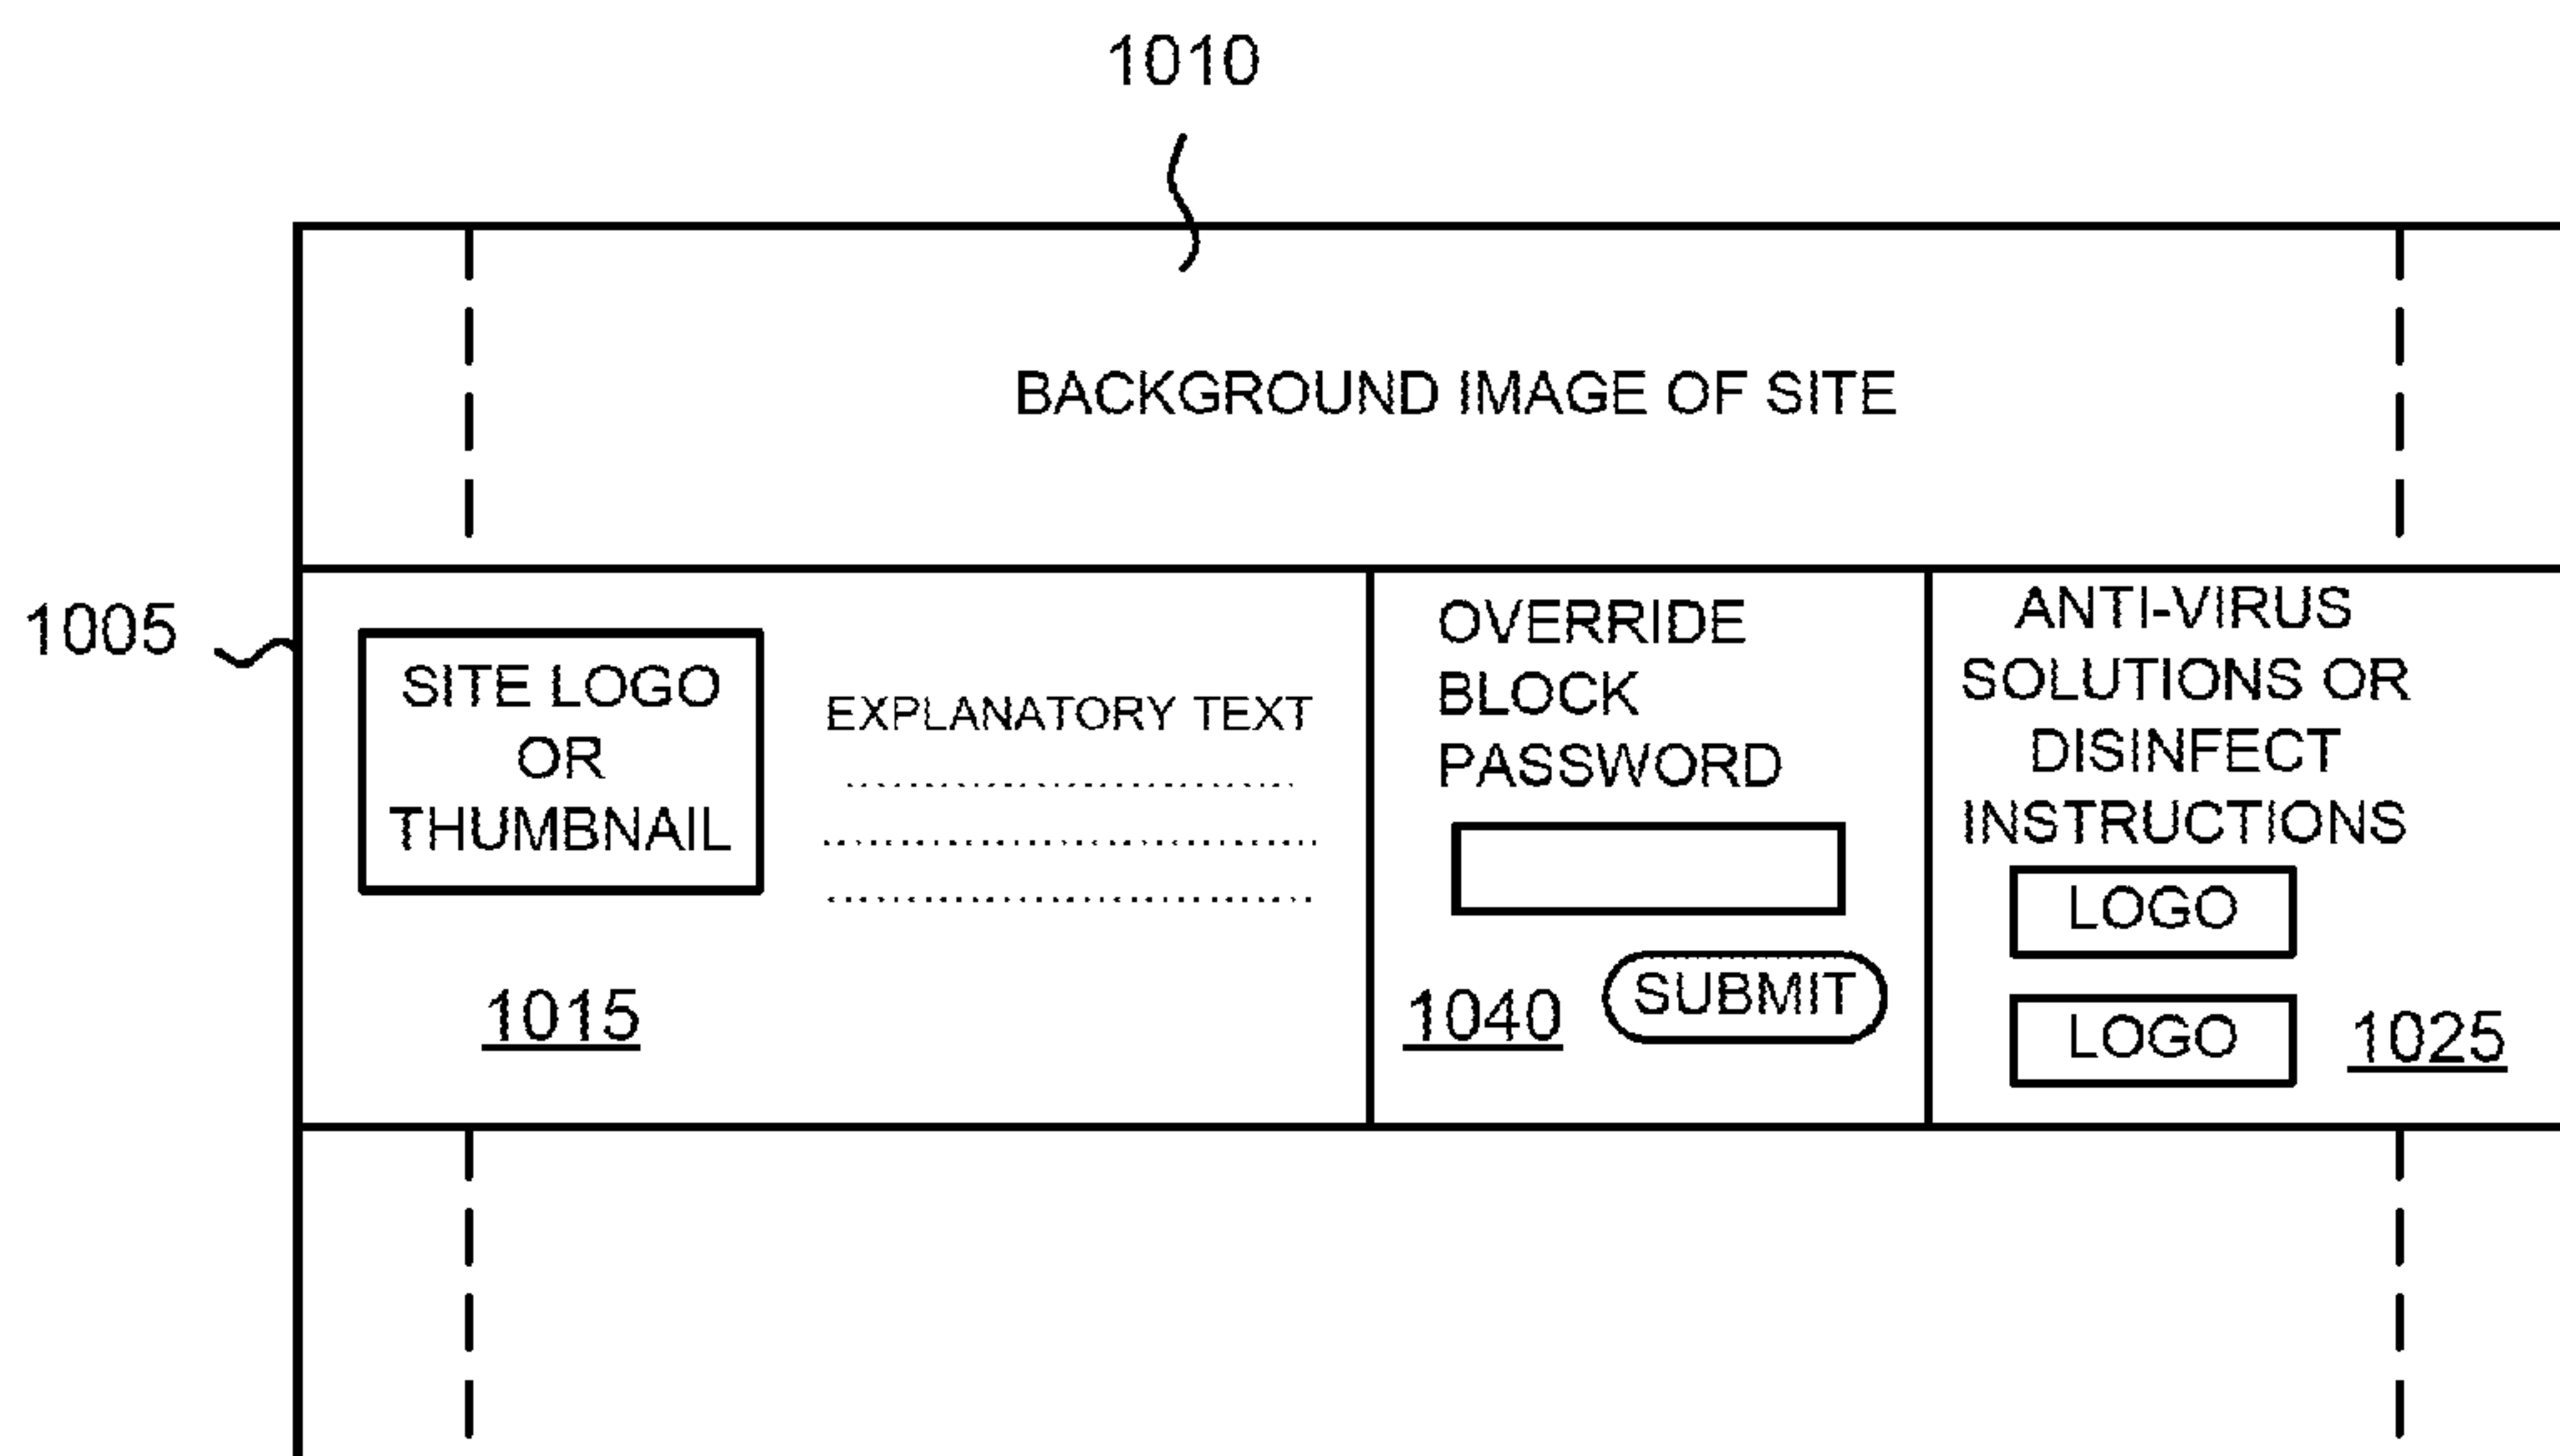 1010
BACKGROUND IMAGE OF SITE
1005
SITE LOGO
OR
THUMBNAIL
EXPLANATORY TEXT
1015
OVERRIDE
BLOCK
PASSWORD
SUBMIT
1040
ANTI-VIRUS
SOLUTIONS OR
DISINFECT
INSTRUCTIONS
LOGO
LOGO
1025